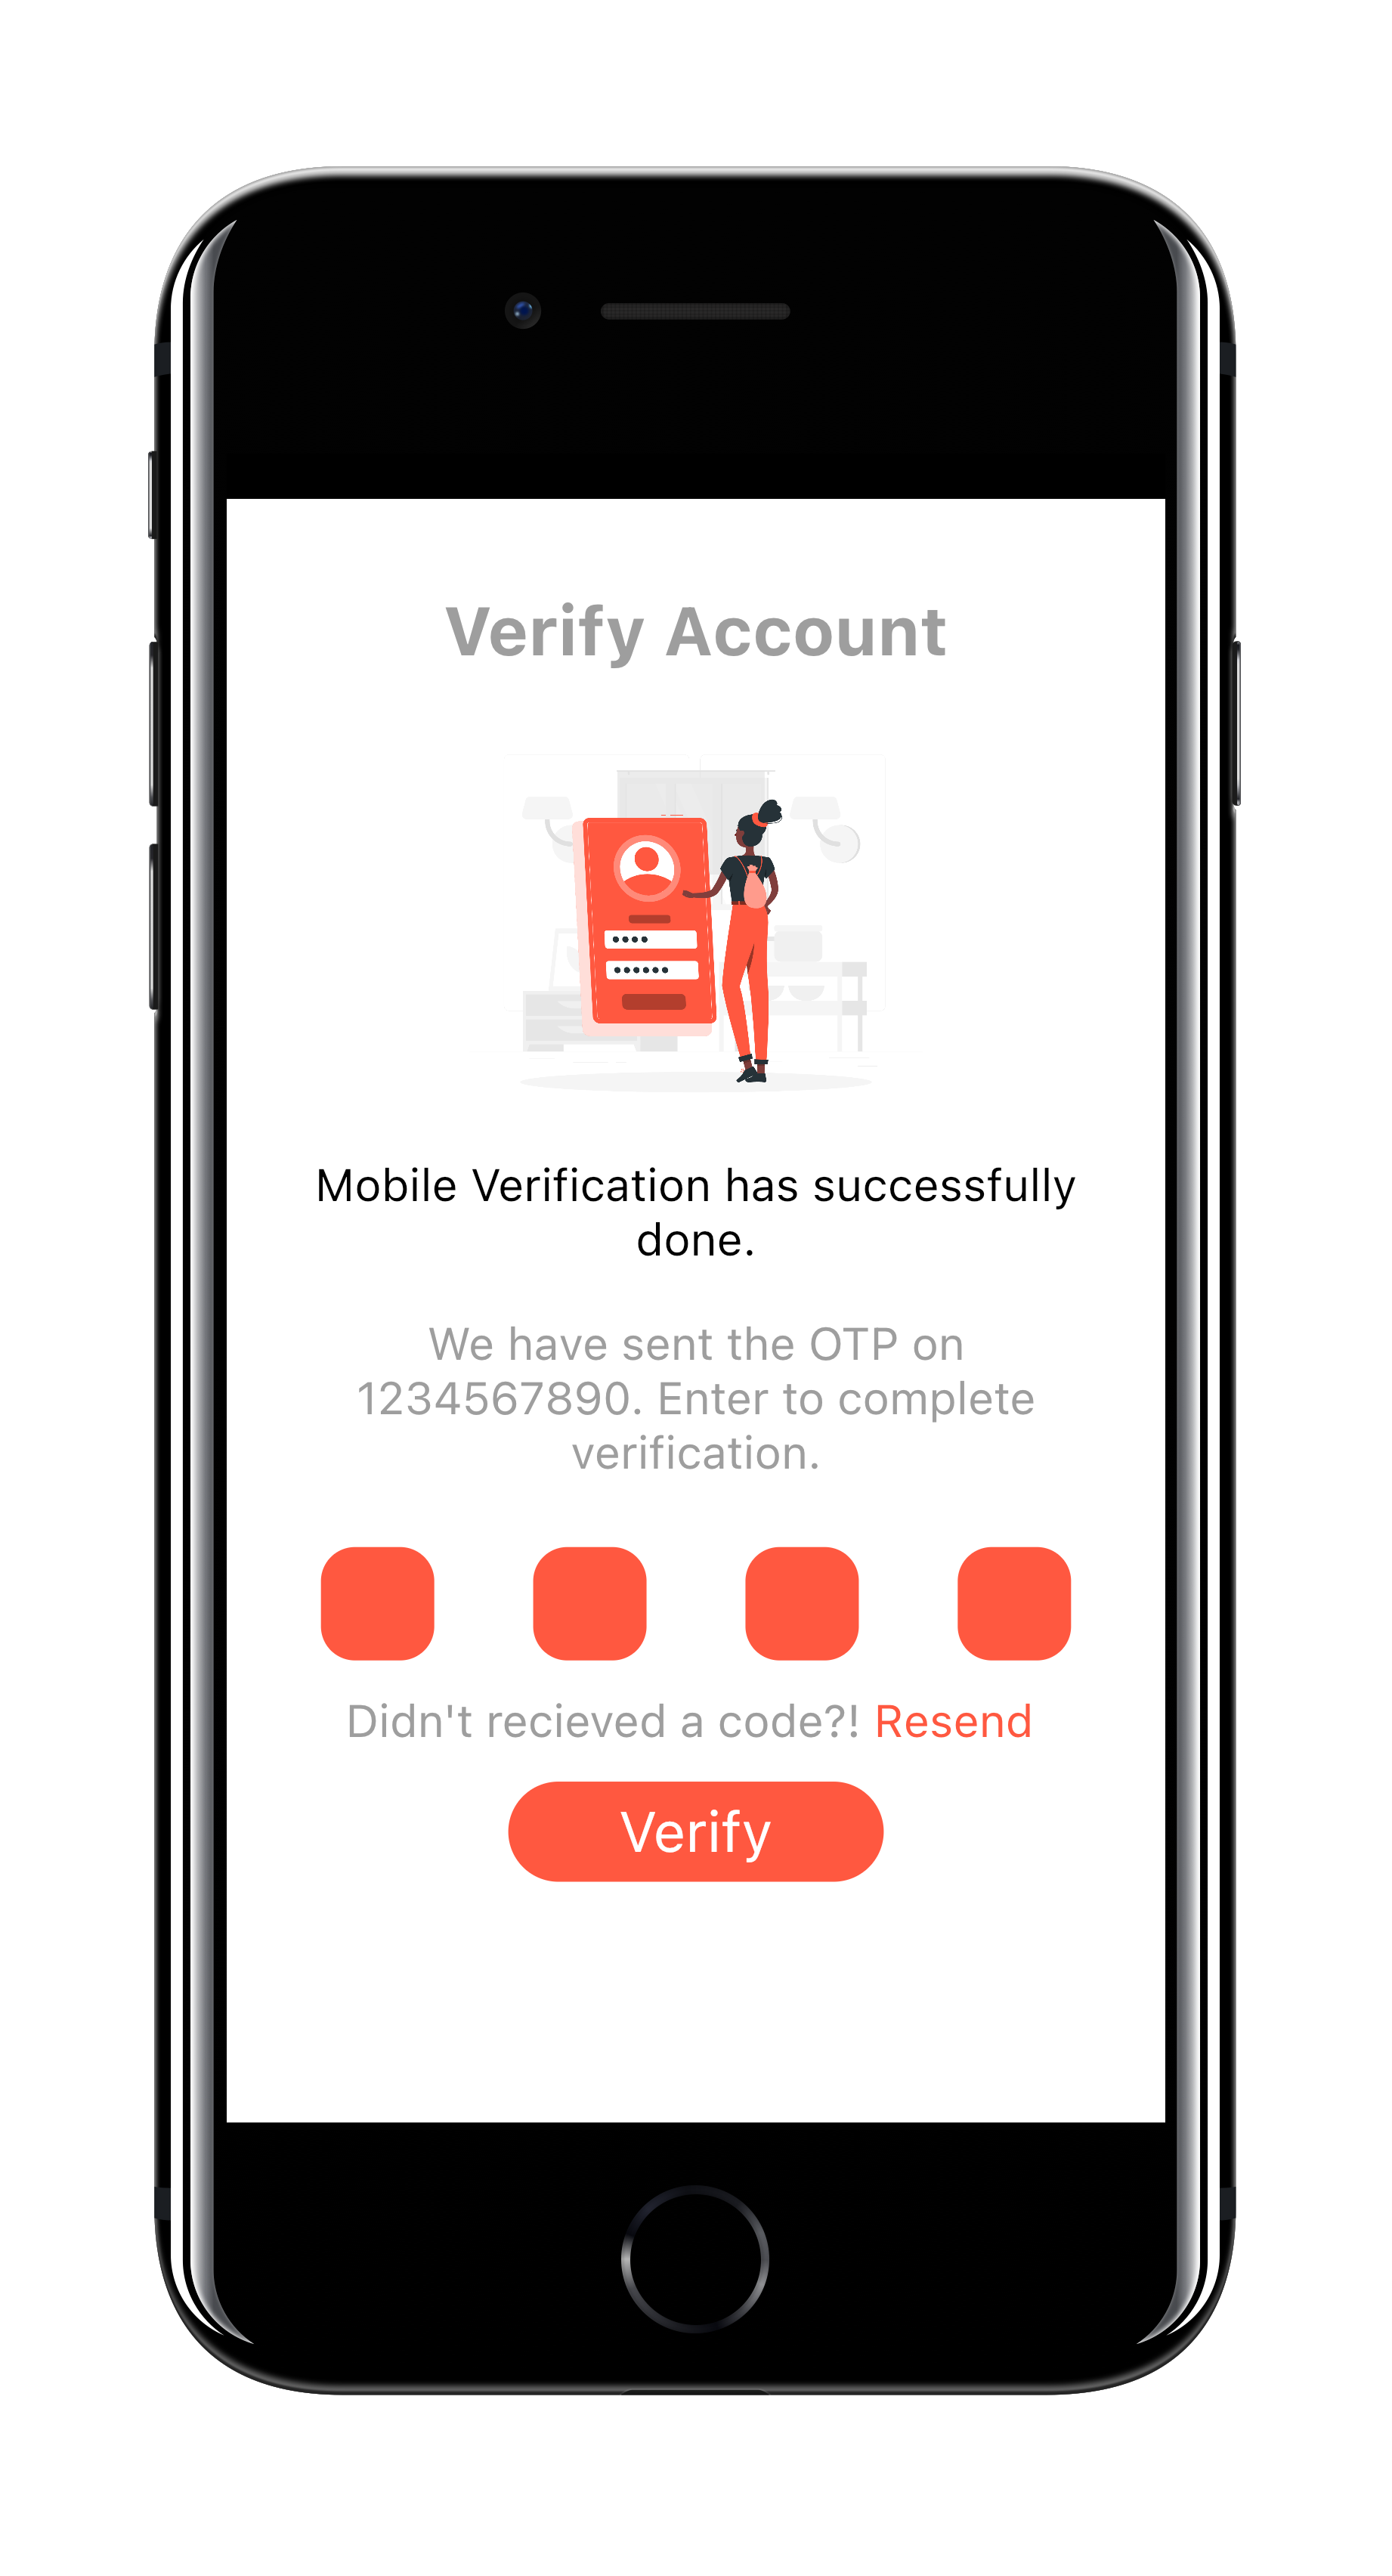 Verify Account
Mobile Verification has successfully
done.
We have sent the OTP on
1234567890. Enter to complete
verification.
Didn't recieved a code?! Resend
Verify